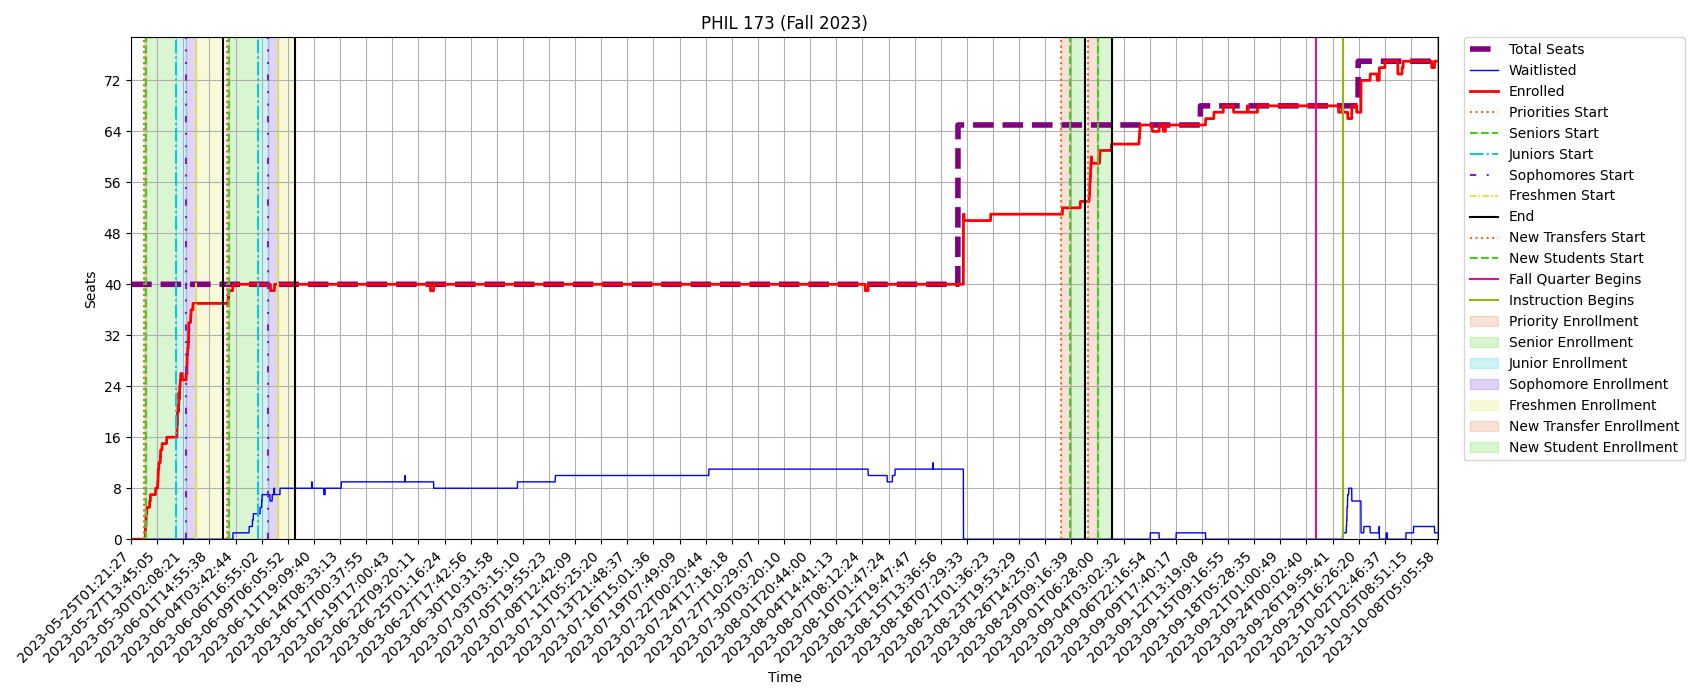 PHIL 173 (Fall 2023)
Seats
72
64
56
48
40
32
24
16
8
0
2023-05-25T01:21:27
2023-05-27T13:45:05
2023-05-30T02:08:21
2023-06-01T14:55:38
2023-06-04T03:42:44
2023-06-06T16:55:02
2023-06-09T06:05:52
2023-06-11T19:09:40
2023-06-14T08:33:13
2023-06-17T00:37:55
2023-06-19T17:00:43
2023-06-22T09:20:11
2023-06-25T01:16:24
2023-06-27T17:42:56
2023-06-30T10:31:58
2023-07-03T03:15:10
2023-07-05T19:55:23
2023-07-08T12:42:09
2023-07-11T05:25:20
2023-07-13T21:48:37
2023-07-16T15:01:36
2023-07-19T07:49:09
2023-07-22T00:20:44
2023-07-24T17:18:18
2023-07-27T10:29:07
2023-07-30T03:20:10
2023-08-01T20:44:00
2023-08-04T14:41:13
2023-08-07T08:12:24
2023-08-10T01:47:24
2023-08-12T19:47:47
2023-08-15T13:36:56
2023-08-18T07:29:33
2023-08-21T01:36:23
2023-08-23T19:53:29
2023-08-26T14:25:07
2023-08-29T09:16:39
2023-09-01T06:28:00
2023-09-04T03:02:32
2023-09-06T22:16:54
2023-09-09T17:40:17
2023-09-12T13:19:08
2023-09-15T09:16:55
2023-09-18T05:28:35
2023-09-21T01:00:49
2023-09-24T00:02:40
2023-09-26T19:59:41
2023-09-29T16:26:20
2023-10-02T12:46:37
2023-10-05T08:51:15
2023-10-08T05:05:58
Time
Total Seats
Waitlisted
Enrolled
Priorities Start
Seniors Start
Juniors Start
Sophomores Start
Freshmen Start
End
New Transfers Start
New Students Start
Fall Quarter Begins
Instruction Begins
Priority Enrollment
Senior Enrollment
Junior Enrollment
Sophomore Enrollment
Freshmen Enrollment
New Transfer Enrollment
New Student Enrollment